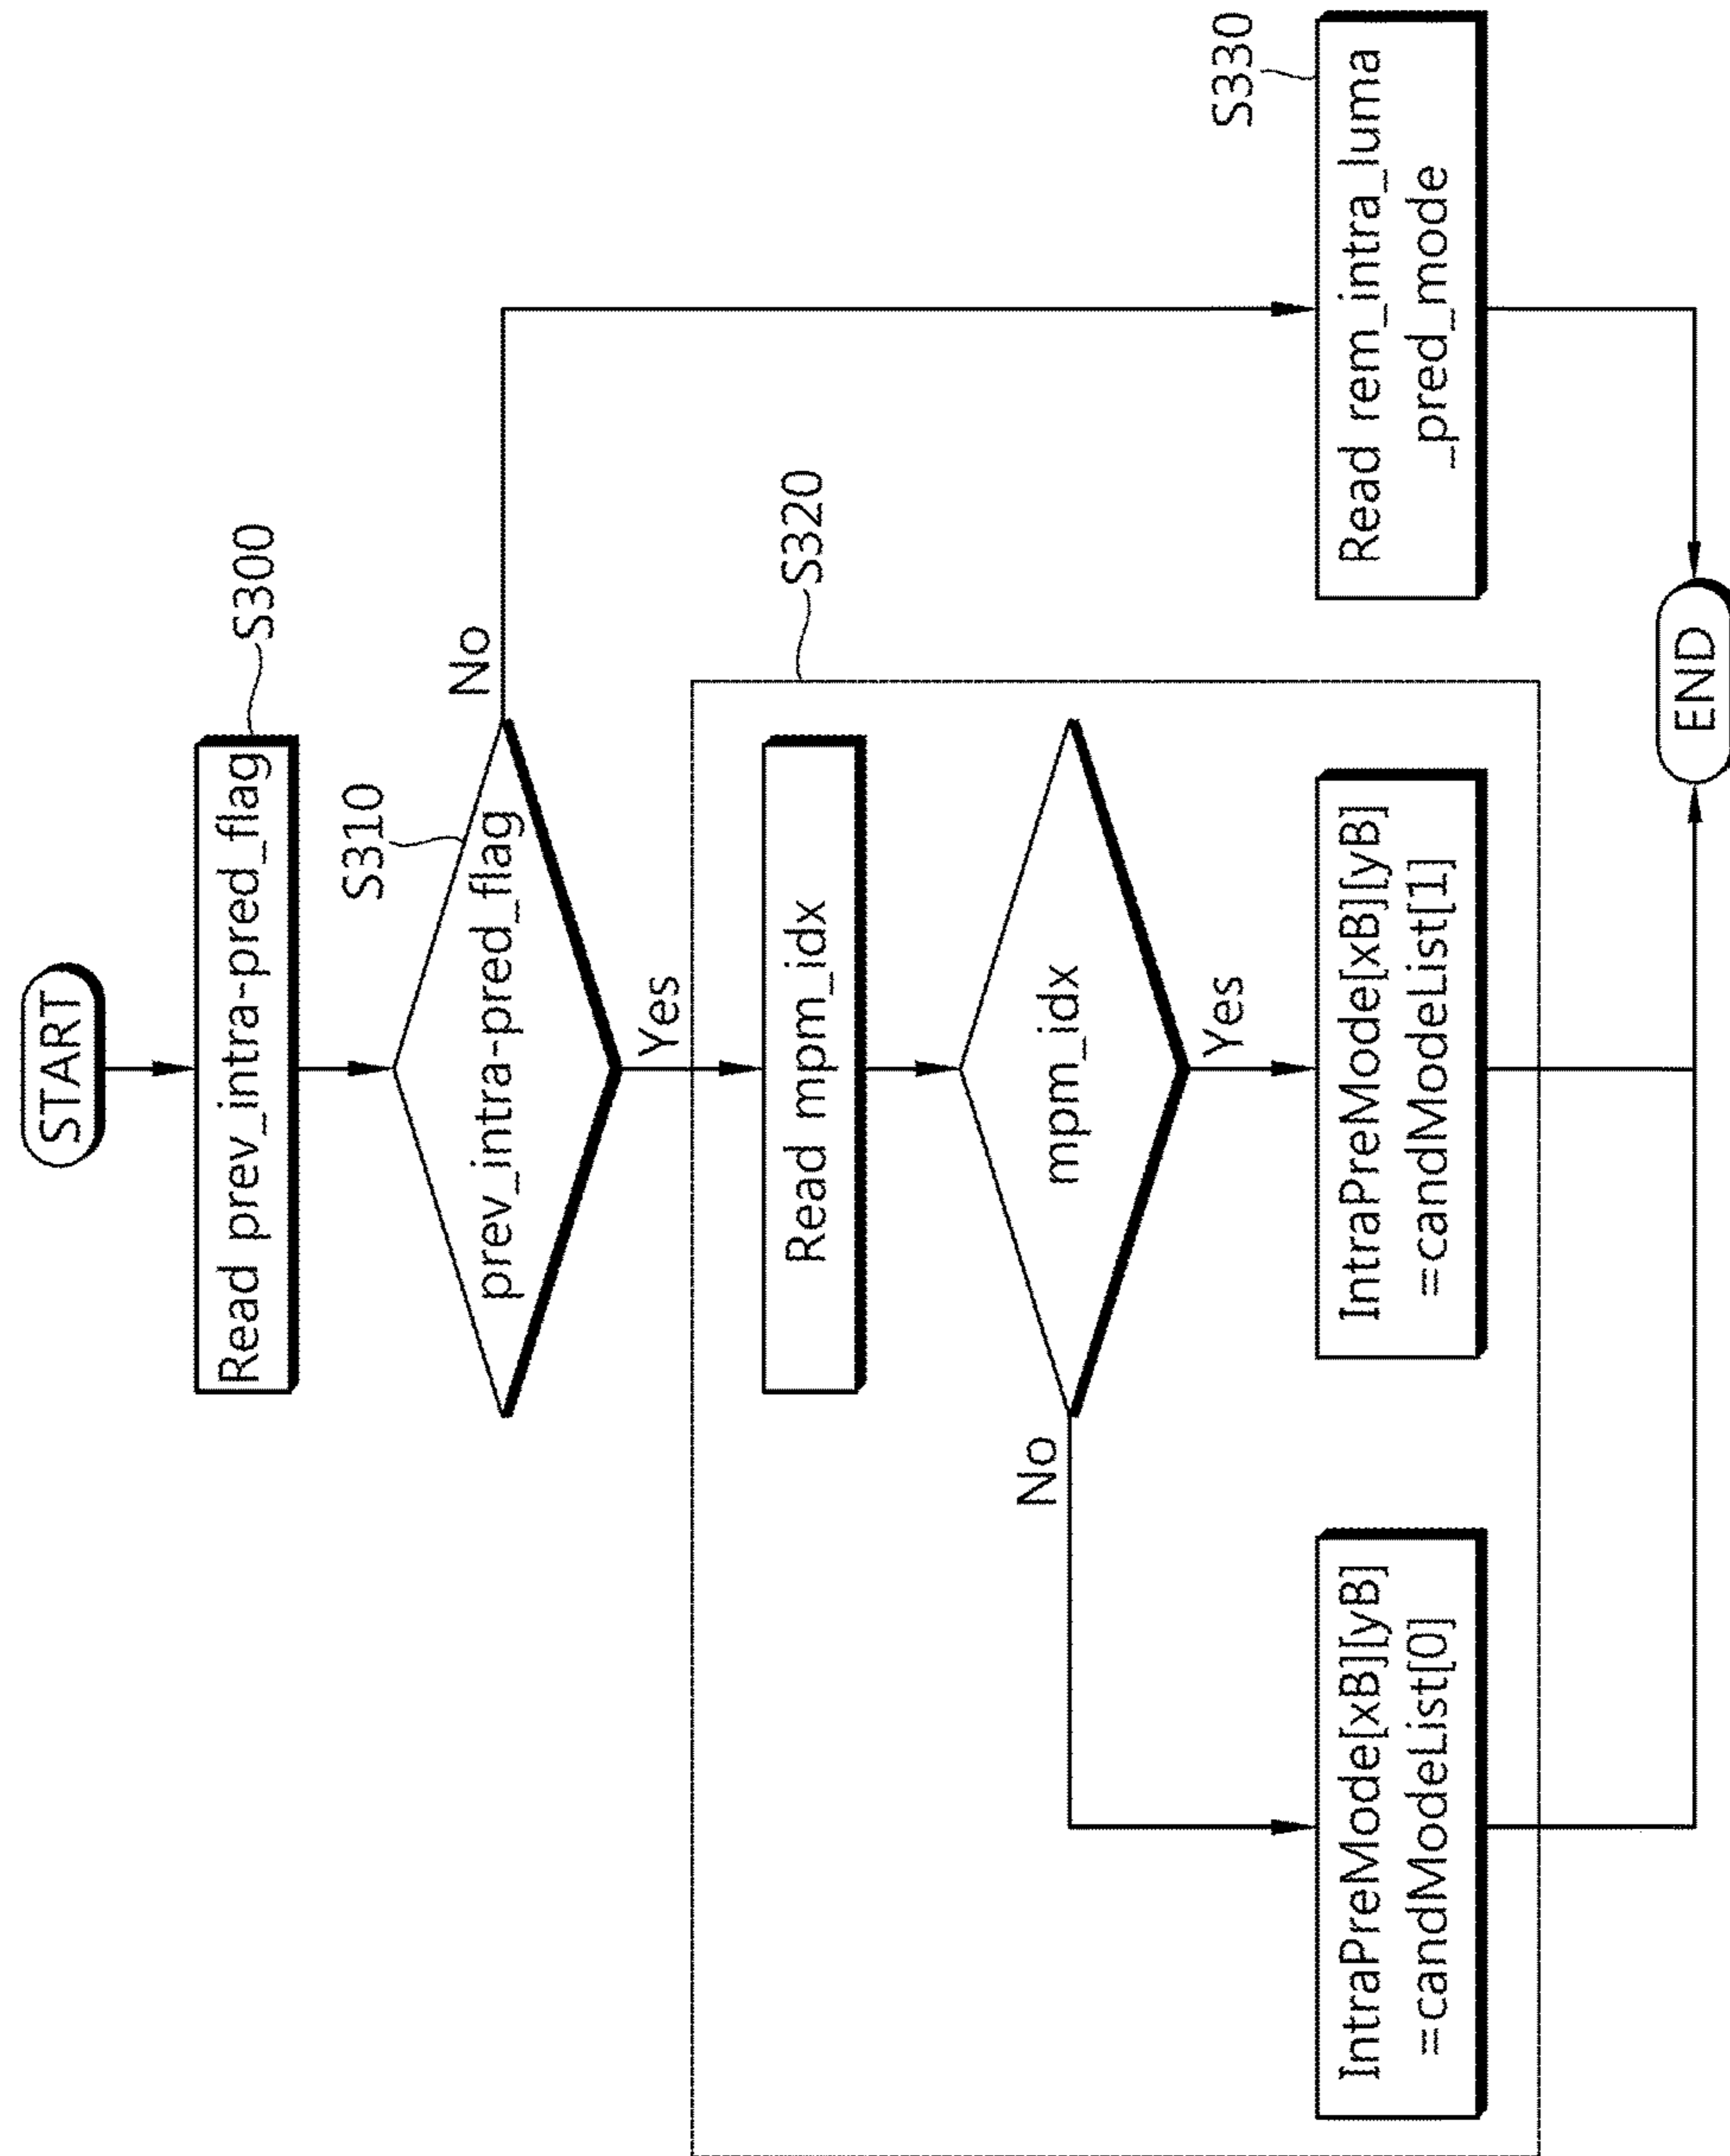 START
Read prev_intra-pred_flag
S300
prev_intra-pred_flag
S310
No
Yes
S320
Read mpm_idx
mpm_idx
No
Yes
IntraPreMode[xB][yB]
=candModeList[0]
IntraPreMode[xB][yB]
=candModeList[1]
S330
Read rem_intra_luma
_pred_mode
END